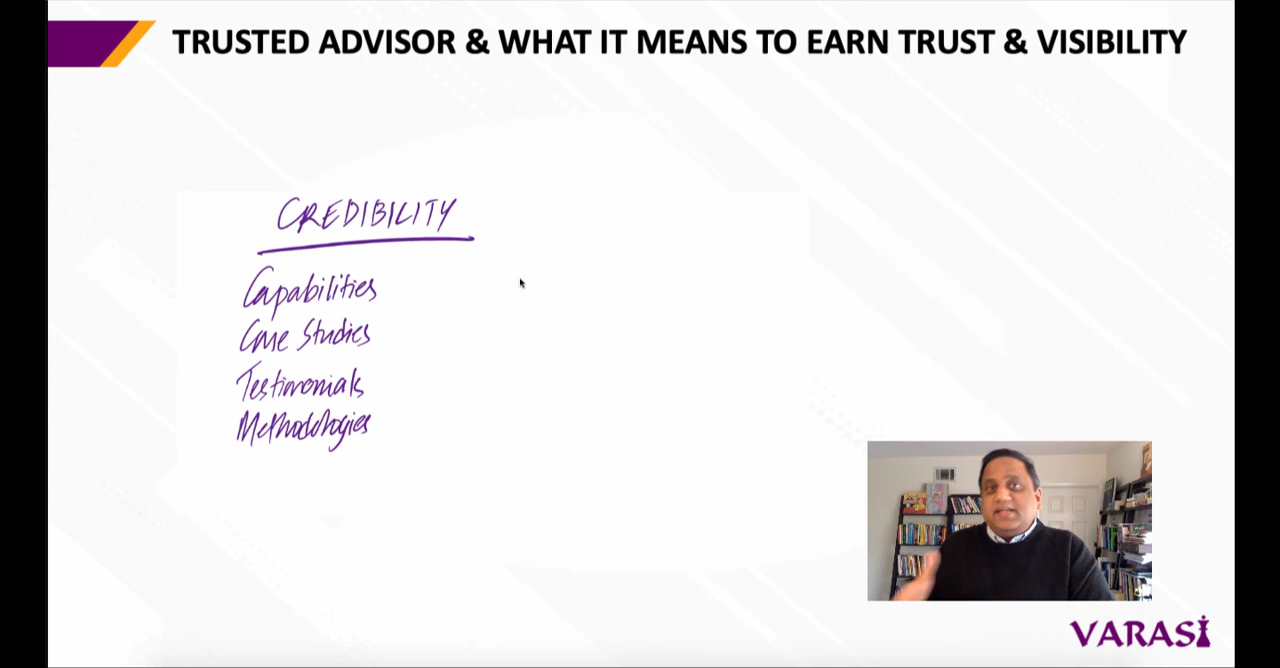 TRUSTED ADVISOR & WHAT IT MEANS TO EARN TRUST & VISIBILITY
CREDIBILITY
Capabilities
Case Studies
Testimonials
Methodologies
VARASI